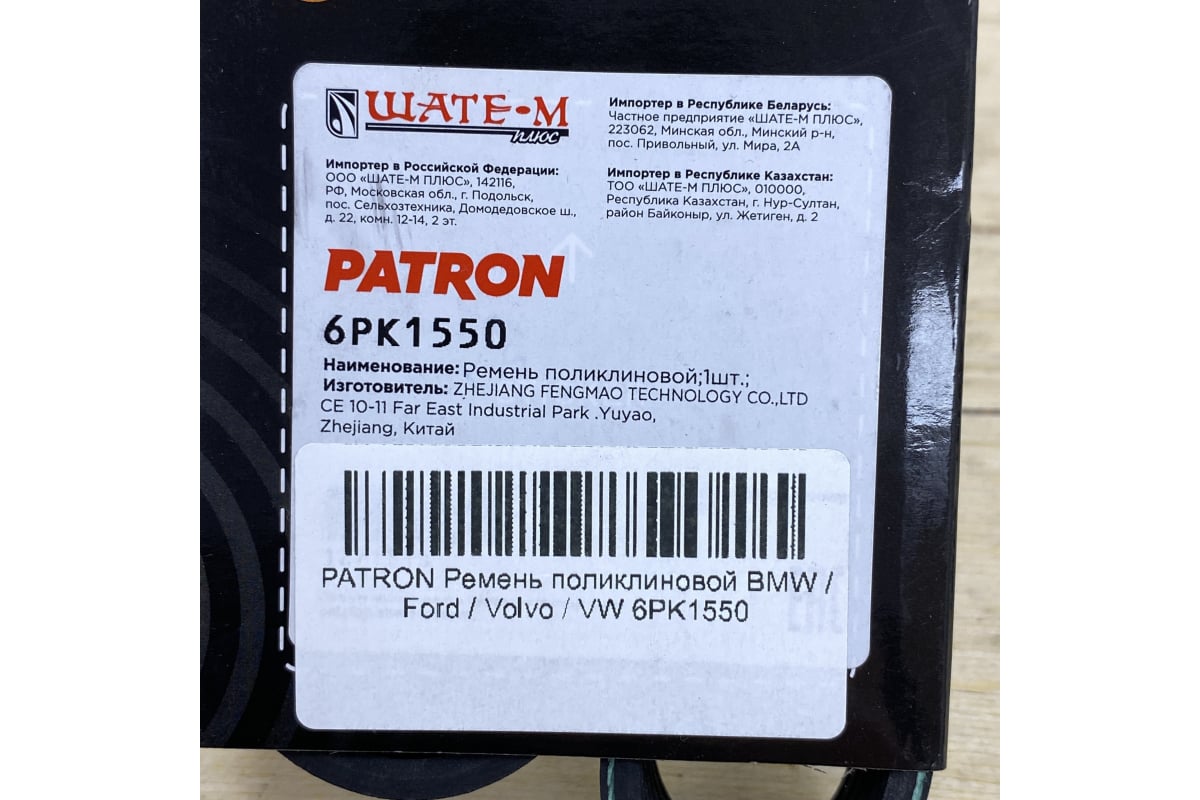 ШАТЕ-М
плюс
Импортер в Российской Федерации:
ООО «ШАТЕ-М ПЛЮС», 142116,
РФ, Московская обл., г. Подольск,
пос. Сельхозтехника, Домодедовское ш.,
д. 22, комн. 12-14, 2 эт.
Импортер в Республике Беларусь:
Частное предприятие «ШАТЕ-М ПЛЮС»,
223062, Минская обл., Минский р-н,
пос. Привольный, ул. Мира, 2А
Импортер в Республике Казахстан:
ТОО «ШАТЕ-М ПЛЮС», 010000,
Республика Казахстан, г. Нур-Султан,
район Байконыр, ул. Жетиген, д. 2
PATRON
6PK1550
Наименование: Ремень поликлиновой;1шт.;
Изготовитель: ZHEJIANG FENGMAO TECHNOLOGY CO.,LTD
CE 10-11 Far East Industrial Park .Yuyao,
Zhejiang, Китай
PATRON Ремень поликлиновой BMW /
Ford / Volvo / VW 6PK1550